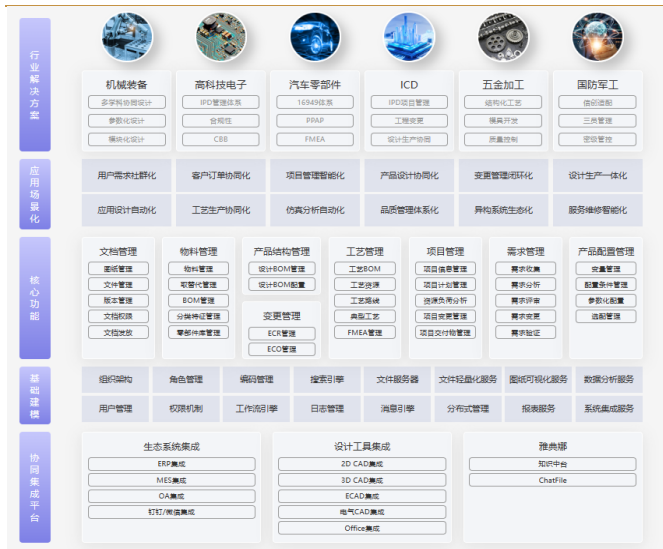 行业解决方案
机械装备
高科技电子
汽车零部件
ICD
五金加工
国防军工
多学科协同设计
IPD管理体系
16949体系
IPD项目管理
结构化工艺
信创适配
参数化设计
合规性
PPAP
工程变更
模具开发
三员管理
模块化设计
CBB
FMEA
设计生产协同
质量控制
密级管控
应用场景化
用户需求社群化
客户订单协同化
项目管理智能化
产品设计协同化
变更管理闭环化
设计生产一体化
应用设计自动化
工艺生产协同化
仿真分析自动化
品质管理体系化
异构系统生态化
服务维修智能化
核心功能
文档管理
图纸管理
文件管理
版本管理
文档权限
文档发放
物料管理
物料管理
取替代管理
BOM管理
分类特征管理
零部件库管理
产品结构管理
设计BOM管理
设计BOM配置
变更管理
ECR管理
ECO管理
工艺管理
工艺BOM
工艺资源
工艺路线
典型工艺
FMEA管理
项目管理
项目信息管理
项目计划管理
资源负荷分析
项目变更管理
项目交付物管理
需求管理
需求收集
需求分析
需求评审
需求变更
需求验证
产品配置管理
变量管理
配置条件管理
参数化配置
选配管理
基础建模
组织架构
角色管理
编码管理
搜索引擎
文件服务器
文件轻量化服务
图纸可视化服务
数据分析服务
用户管理
权限机制
工作流引擎
日志管理
消息引擎
分布式管理
报表服务
系统集成服务
协同集成平台
生态系统集成
ERP集成
MES集成
OA集成
钉钉/微信集成
设计工具集成
2D CAD集成
3D CAD集成
ECAD集成
电气CAD集成
Office集成
雅典娜
知识中台
ChatFile